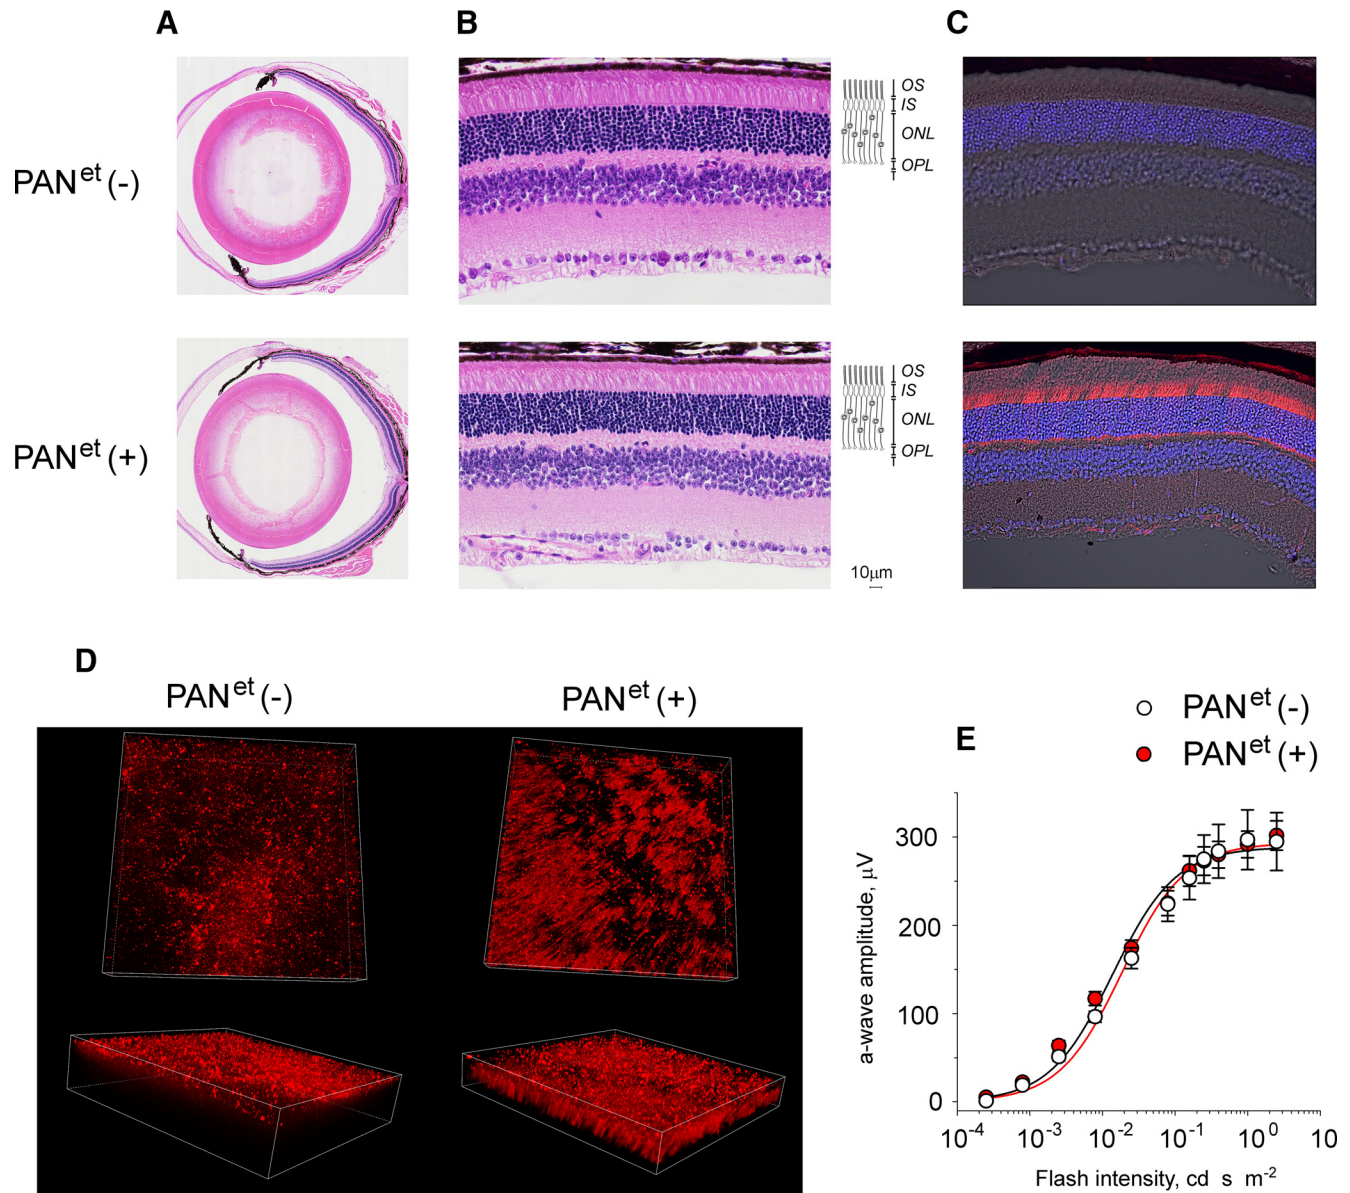 A
B
C
PANet (-)
OS
IS
ONL
OPL
PANet (+)
OS
IS
ONL
OPL
10μm
D
PANet (-)
PANet (+)
PANet (-)
E
PANet (+)
a-wave amplitude, μV
300
200
100
0
10-4
10-3
10-2
10-1
100
10
Flash intensity, cd s m-2